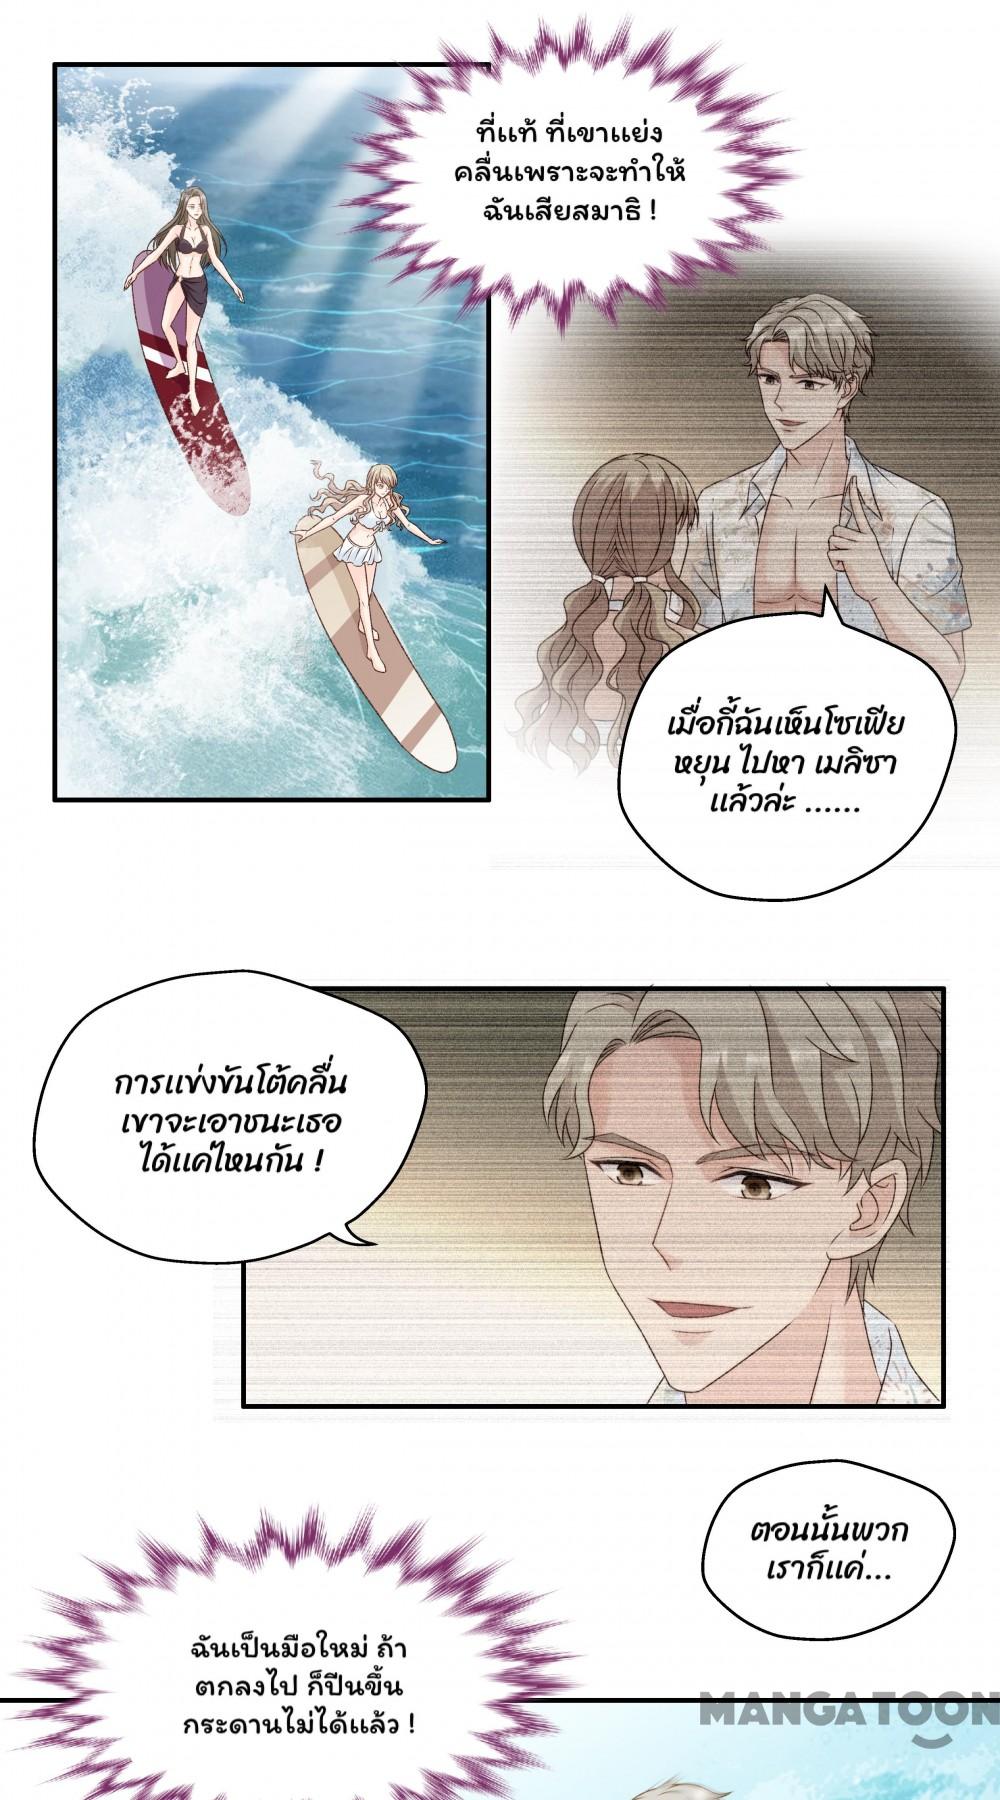 ที่แท้ ที่เขาแย่ง
คลื่นเพราะจะทำให้
ฉันเสียสมาธิ !
เมื่อกี้ฉันเห็นโซเฟีย
หยุน ไปหา เมลิซา
แล้วล่ะ ......
การแข่งขันโต้คลื่น
เขาจะเอาชนะเธอ
ได้แค่ไหนกัน !
ตอนนั้นพวก
เราก็แค่...
ฉันเป็นมือใหม่ ถ้า
ตกลงไป ก็ปีนขึ้น
กระดานไม่ได้แล้ว !
MANGATOON